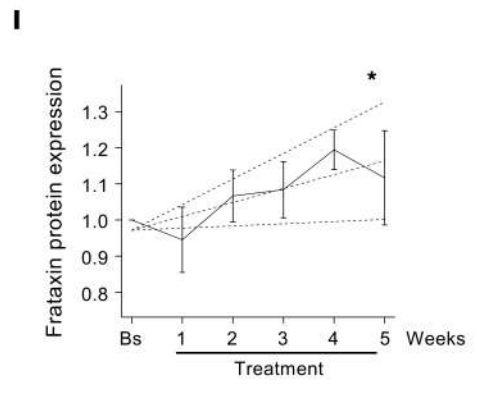 I
*
Frataxin protein expression
1.3
1.2
1.1
1.0
0.9
0.8
Bs 1 2 3 4 5 Weeks
Treatment